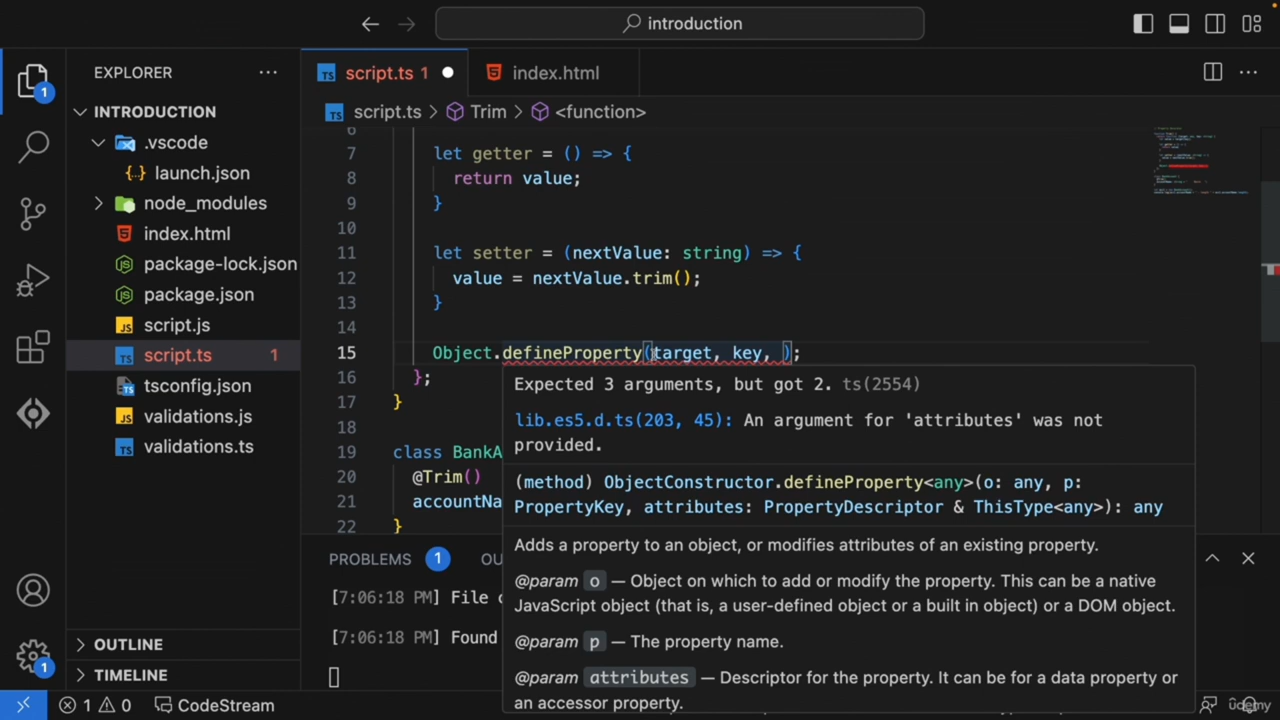 introduction
EXPLORER
script.ts 1
index.html
INTRODUCTION
script.ts > Trim > <function>
.vscode
launch.json
node_modules
index.html
package-lock.json
package.json
script.js
script.ts 1
tsconfig.json
validations.js
validations.ts
OUTLINE
TIMELINE
1
1
6
7 let getter = () => {
8 return value;
9 }
10
11 let setter = (nextValue: string) => {
12 value = nextValue.trim();
13 }
14
15 Object.defineProperty(target, key, );
16 };
17 }
18
19 class BankA
20 @Trim()
21 accountNa
22 }
Expected 3 arguments, but got 2. ts(2554)
lib.es5.d.ts(203, 45): An argument for 'attributes' was not
provided.
(method) ObjectConstructor.defineProperty<any>(o: any, p:
PropertyKey, attributes: PropertyDescriptor & ThisType<any>): any
Adds a property to an object, or modifies attributes of an existing property.
@param o — Object on which to add or modify the property. This can be a native
JavaScript object (that is, a user-defined object or a built in object) or a DOM object.
@param p — The property name.
@param attributes — Descriptor for the property. It can be for a data property or
an accessor property.
PROBLEMS 1 OU
[7:06:18 PM] File c
[7:06:18 PM] Found
1 0 CodeStream
udemy